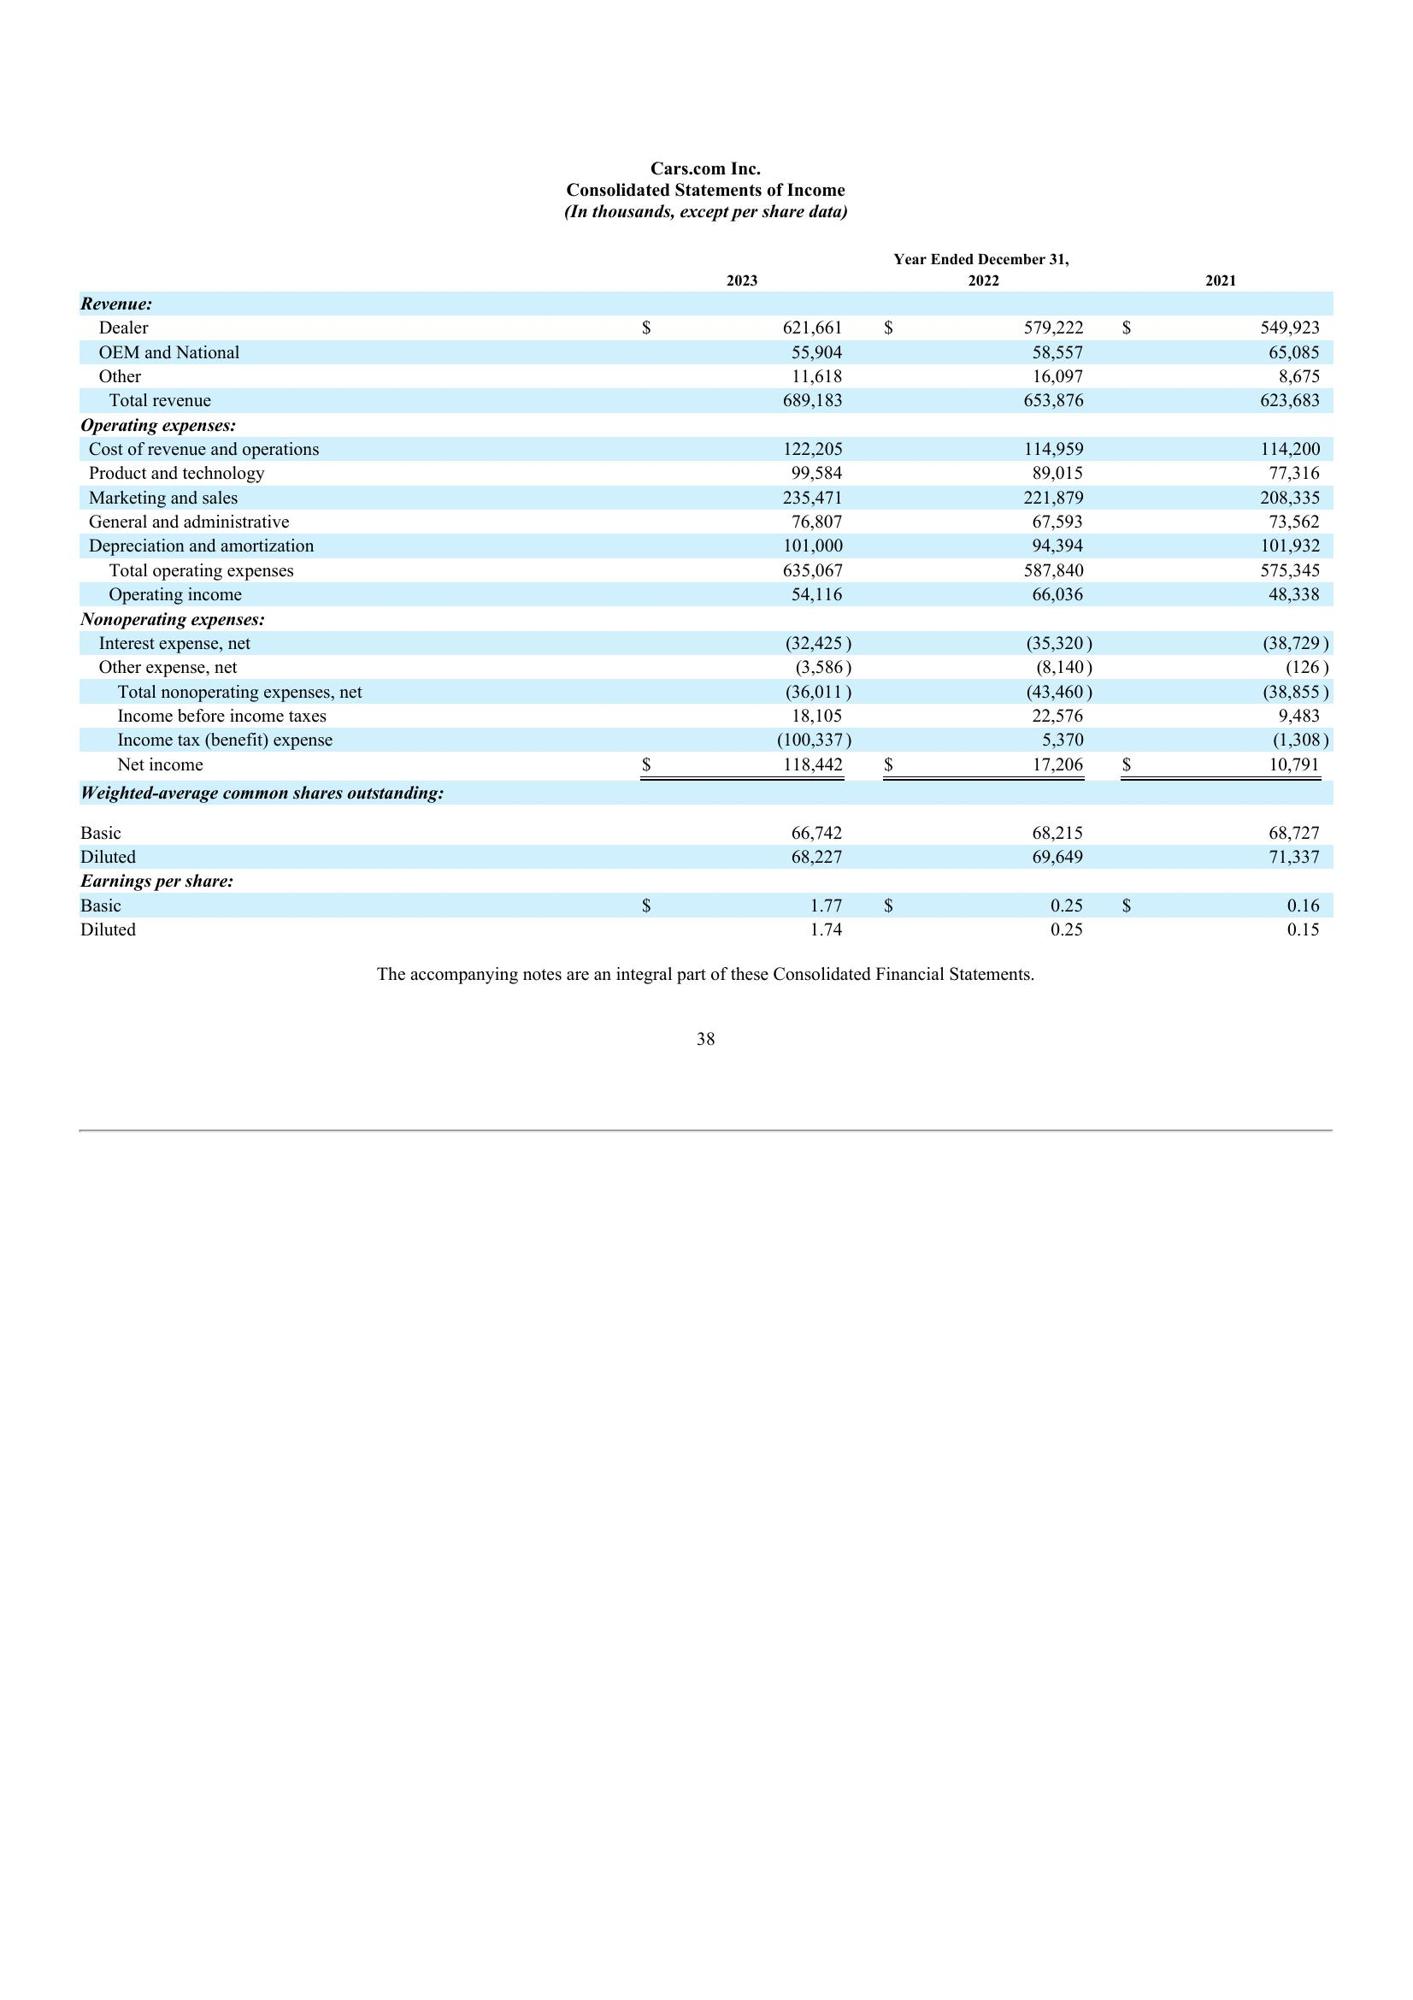 Cars.com Inc.
Consolidated Statements of Income
(In thousands, except per share data)
Year Ended December 31,
2023 2022 2021
Revenue:
Dealer $ 621,661 $ 579,222 $ 549,923
OEM and National 55,904 58,557 65,085
Other 11,618 16,097 8,675
Total revenue 689,183 653,876 623,683
Operating expenses:
Cost of revenue and operations 122,205 114,959 114,200
Product and technology 99,584 89,015 77,316
Marketing and sales 235,471 221,879 208,335
General and administrative 76,807 67,593 73,562
Depreciation and amortization 101,000 94,394 101,932
Total operating expenses 635,067 587,840 575,345
Operating income 54,116 66,036 48,338
Nonoperating expenses:
Interest expense, net (32,425 ) (35,320 ) (38,729 )
Other expense, net (3,586 ) (8,140 ) (126 )
Total nonoperating expenses, net (36,011 ) (43,460 ) (38,855 )
Income before income taxes 18,105 22,576 9,483
Income tax (benefit) expense (100,337 ) 5,370 (1,308 )
Net income $ 118,442 $ 17,206 $ 10,791
Weighted-average common shares outstanding:
Basic 66,742 68,215 68,727
Diluted 68,227 69,649 71,337
Earnings per share:
Basic $ 1.77 $ 0.25 $ 0.16
Diluted 1.74 0.25 0.15
The accompanying notes are an integral part of these Consolidated Financial Statements.
38